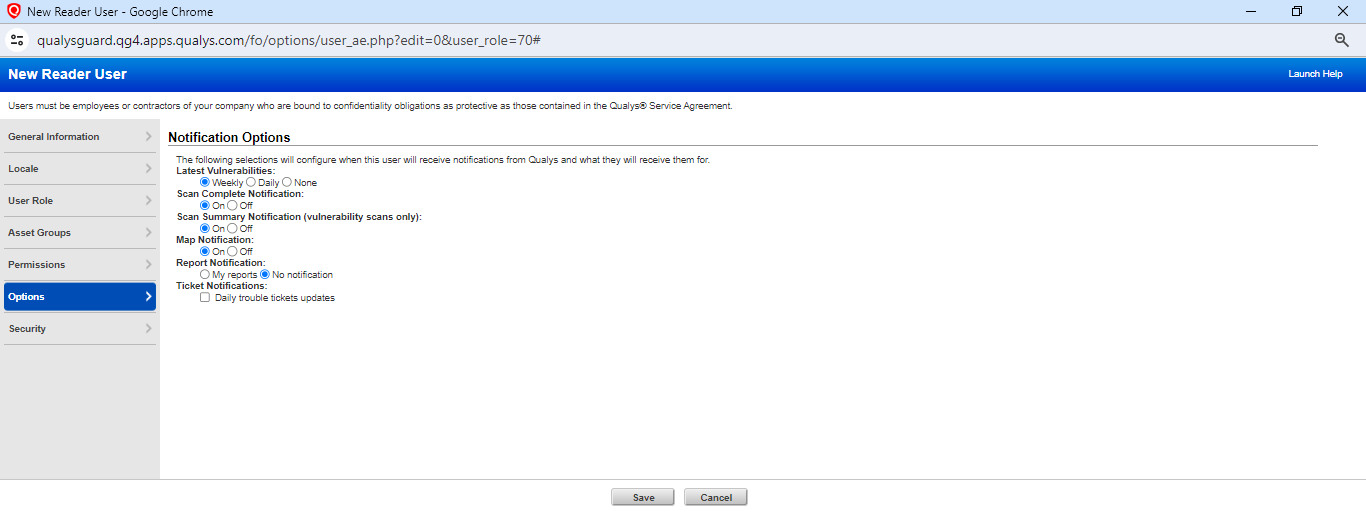 New Reader User - Google Chrome
qualysguard.qg4.apps.qualys.com/fo/options/user_ae.php?edit=0&user_role=70#
New Reader User
Launch Help
Users must be employees or contractors of your company who are bound to confidentiality obligations as protective as those contained in the Qualys® Service Agreement.
General Information
Locale
User Role
Asset Groups
Permissions
Options
Security
Notification Options
The following selections will configure when this user will receive notifications from Qualys and what they will receive them for.
Latest Vulnerabilities:
Weekly Daily None
Scan Complete Notification:
On Off
Scan Summary Notification (vulnerability scans only):
On Off
Map Notification:
On Off
Report Notification:
My reports No notification
Ticket Notifications:
Daily trouble tickets updates
Save Cancel